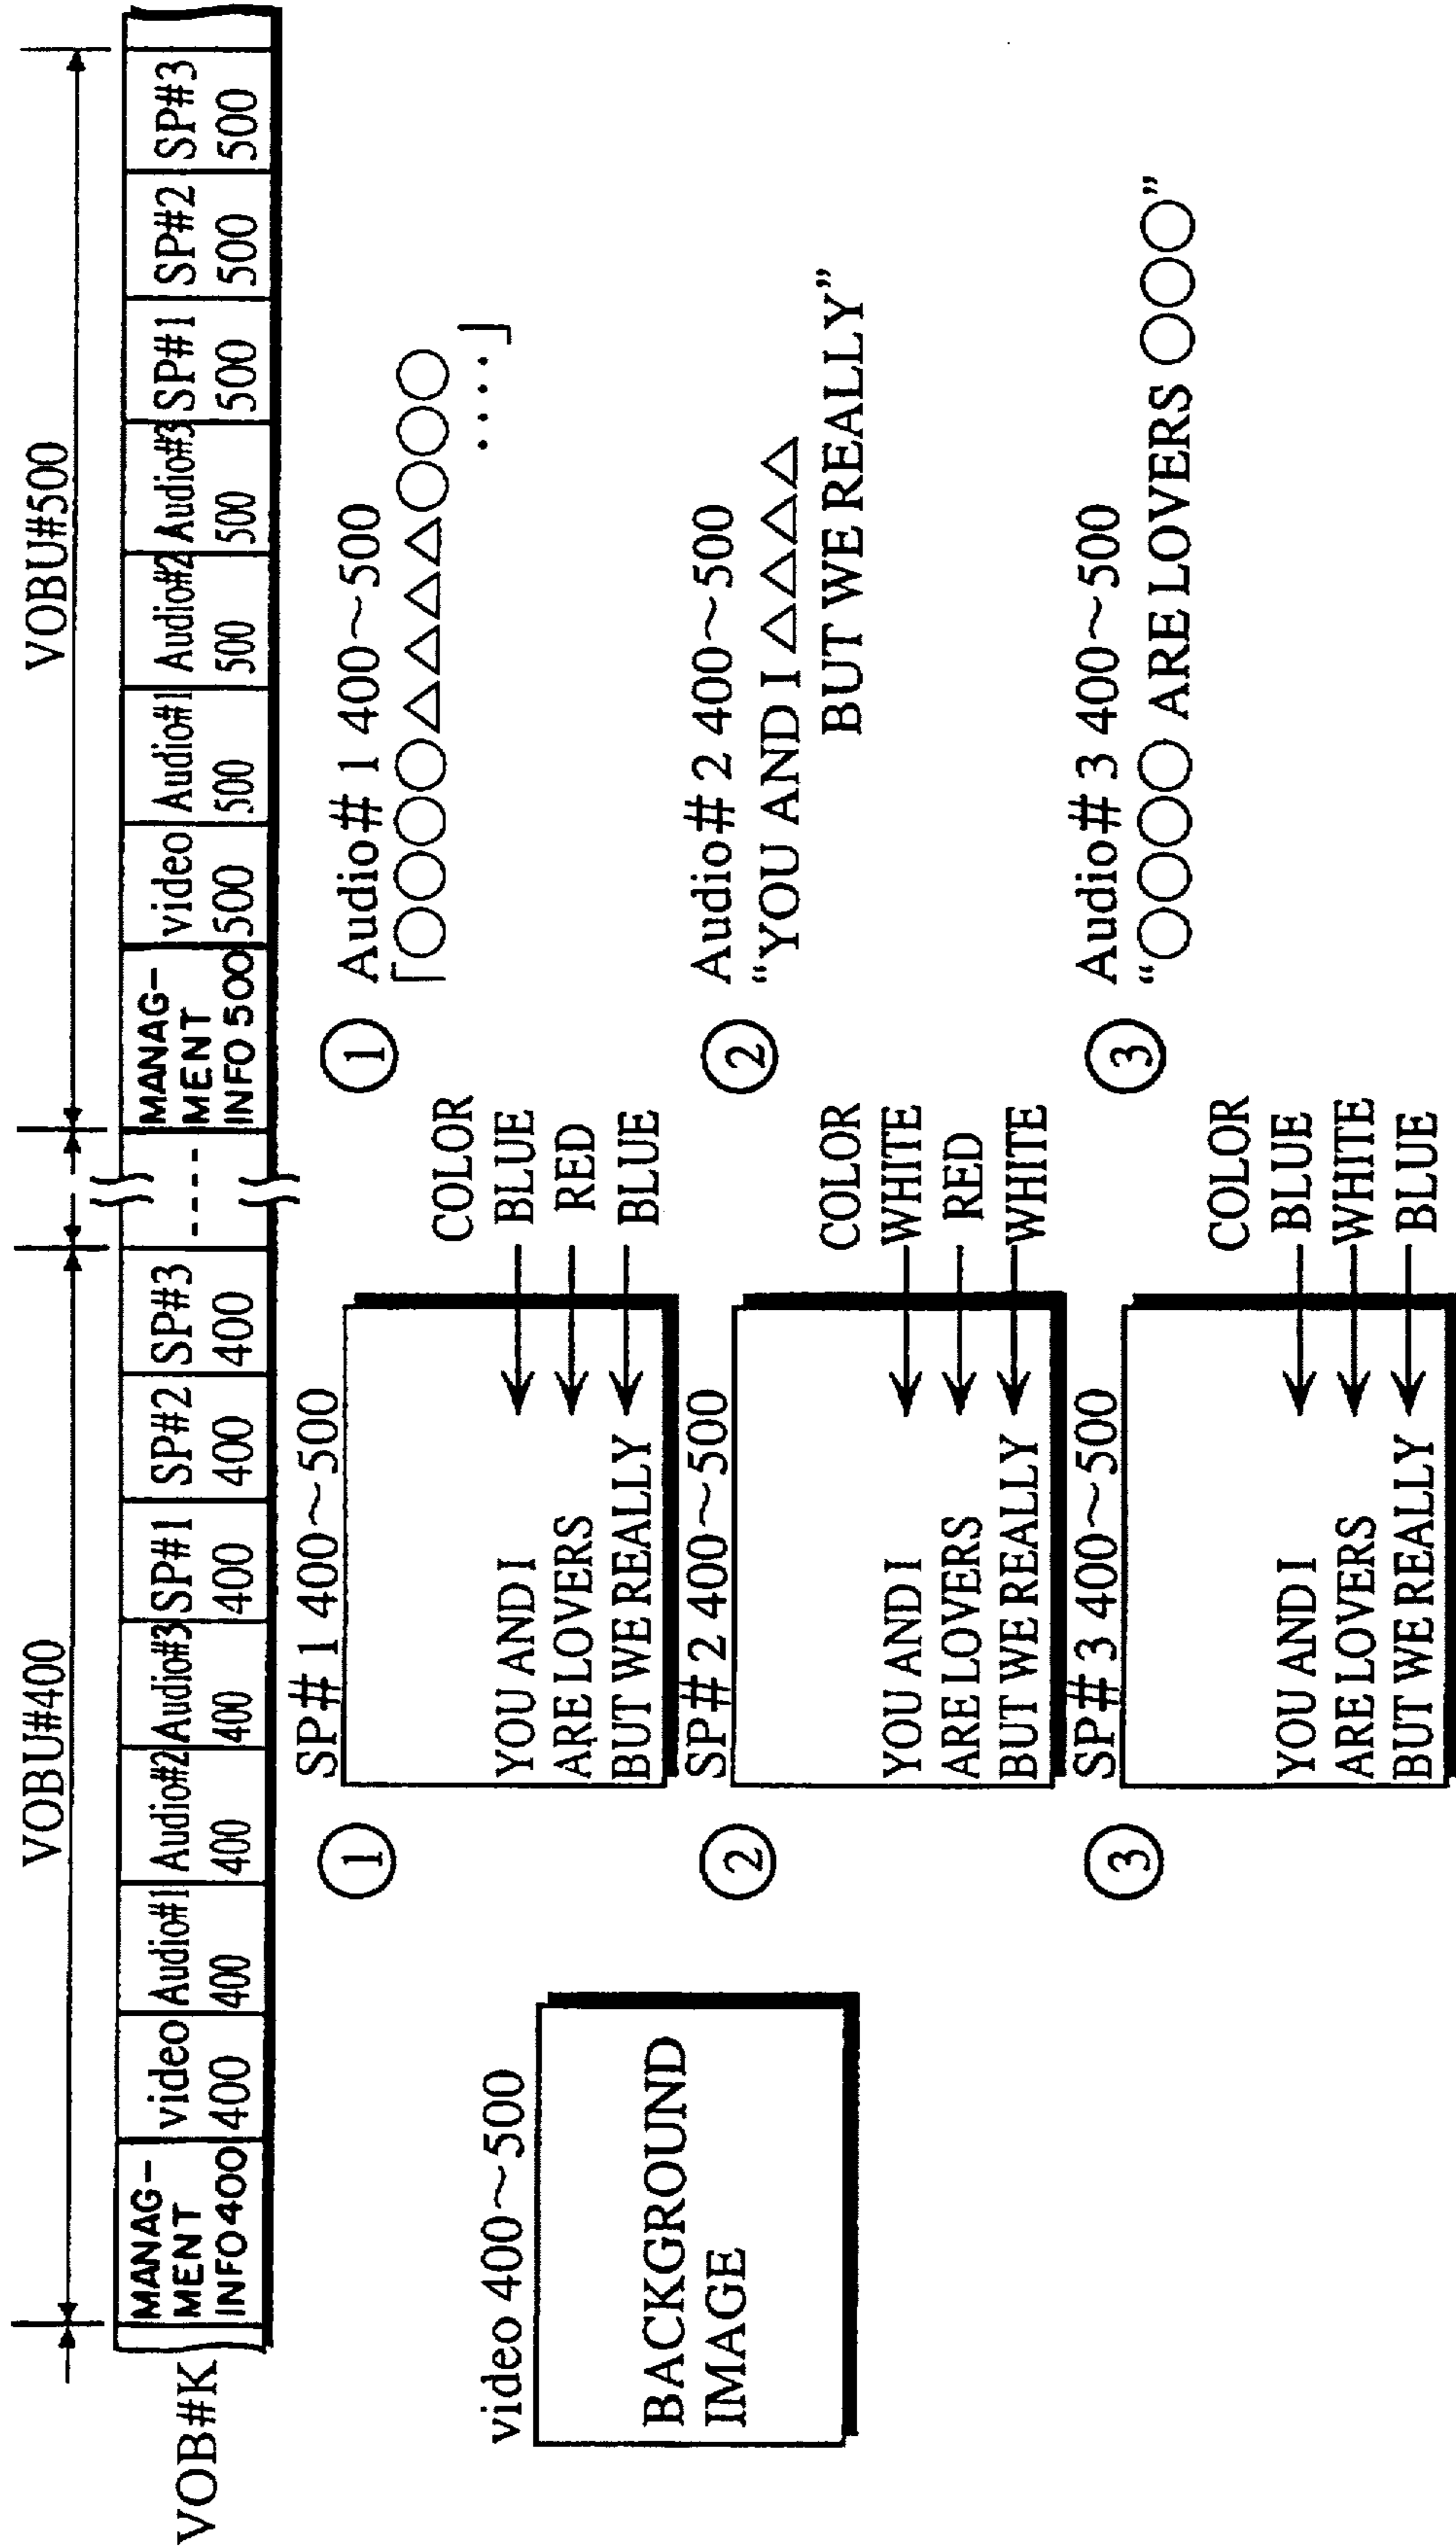 VOBU#400
VOBU#500
VOB#K
MANAG-
MENT
INFO 400
video
400
Audio#1
400
Audio#2
400
Audio#3
400
SP#1
400
SP#2
400
SP#3
400
-----
MANAG-
MENT
INFO 500
video
500
Audio#1
500
Audio#2
500
Audio#3
500
SP#1
500
SP#2
500
SP#3
500
video 400~500
BACKGROUND
IMAGE
① SP# 1 400~500
COLOR
YOU AND I ← BLUE
ARE LOVERS ← RED
BUT WE REALLY ← BLUE
② SP# 2 400~500
COLOR
YOU AND I ← WHITE
ARE LOVERS ← RED
BUT WE REALLY ← WHITE
③ SP# 3 400~500
COLOR
YOU AND I ← BLUE
ARE LOVERS ← WHITE
BUT WE REALLY ← BLUE
① Audio# 1 400~500
「○○○○△△△△○○○
....」
② Audio# 2 400~500
“YOU AND I △△△△
BUT WE REALLY”
③ Audio# 3 400~500
“○○○○ ARE LOVERS ○○○”